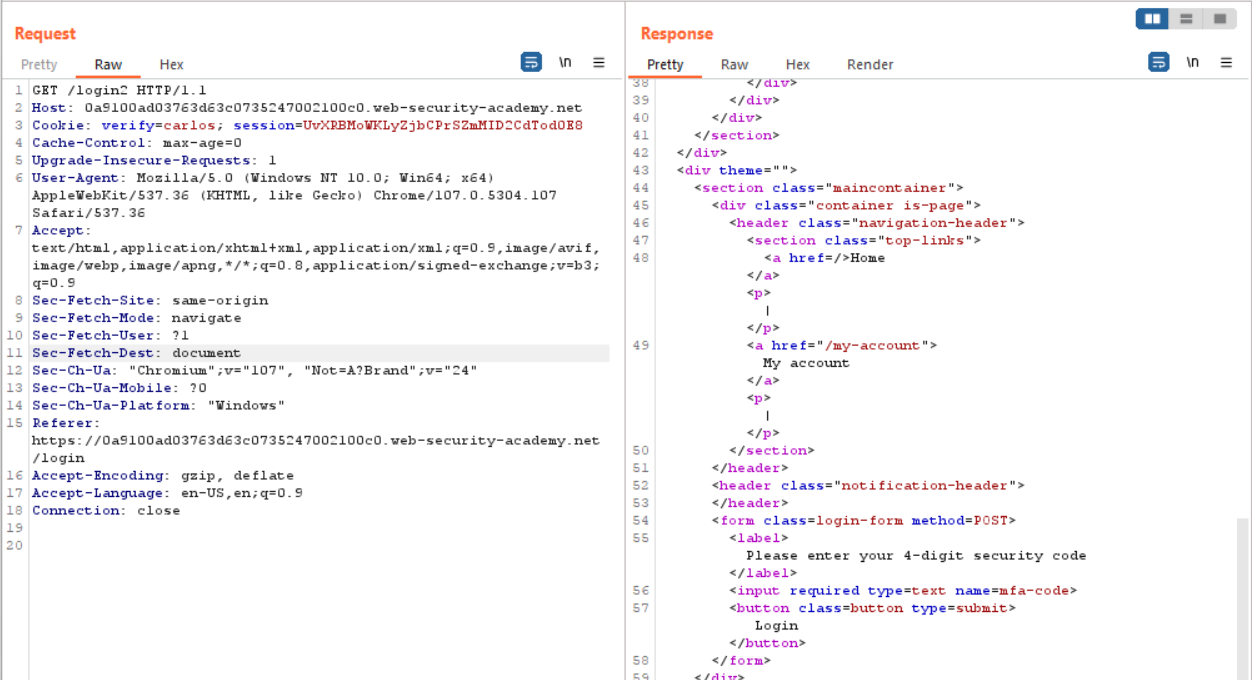 Request
Pretty Raw Hex \n
1 GET /login2 HTTP/1.1
2 Host: 0a9100ad03763d63c0735247002100c0.web-security-academy.net
3 Cookie: verify=carlos; session=UvXRBMoWKLyZjbCPrSZmMID2CdTodOE8
4 Cache-Control: max-age=0
5 Upgrade-Insecure-Requests: 1
6 User-Agent: Mozilla/5.0 (Windows NT 10.0; Win64; x64)
AppleWebKit/537.36 (KHTML, like Gecko) Chrome/107.0.5304.107
Safari/537.36
7 Accept:
text/html,application/xhtml+xml,application/xml;q=0.9,image/avif,
image/webp,image/apng,*/*;q=0.8,application/signed-exchange;v=b3;
q=0.9
8 Sec-Fetch-Site: same-origin
9 Sec-Fetch-Mode: navigate
10 Sec-Fetch-User: ?1
11 Sec-Fetch-Dest: document
12 Sec-Ch-Ua: "Chromium";v="107", "Not=A?Brand";v="24"
13 Sec-Ch-Ua-Mobile: ?0
14 Sec-Ch-Ua-Platform: "Windows"
15 Referer:
https://0a9100ad03763d63c0735247002100c0.web-security-academy.net
/login
16 Accept-Encoding: gzip, deflate
17 Accept-Language: en-US,en;q=0.9
18 Connection: close
19
20
Response
Pretty Raw Hex Render \n
38 </div>
39 </div>
40 </div>
41 </section>
42 </div>
43 <div theme="">
44 <section class="maincontainer">
45 <div class="container is-page">
46 <header class="navigation-header">
47 <section class="top-links">
48 <a href=/>Home
</a>
<p>
|
</p>
49 <a href="/my-account">
My account
</a>
<p>
|
</p>
50 </section>
51 </header>
52 <header class="notification-header">
53 </header>
54 <form class=login-form method=POST>
55 <label>
Please enter your 4-digit security code
</label>
56 <input required type=text name=mfa-code>
57 <button class=button type=submit>
Login
</button>
58 </form>
59 </div>